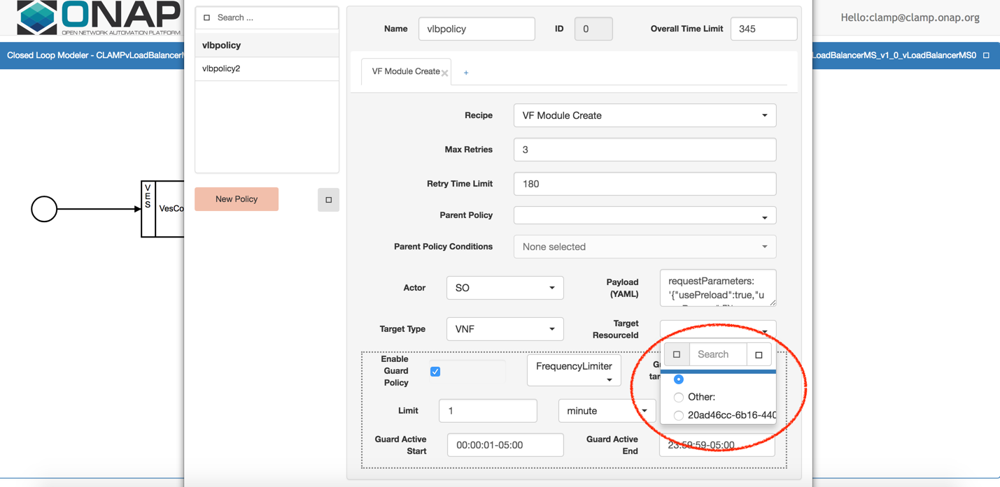 ONAP
OPEN NETWORK AUTOMATION PLATFORM
Hello:clamp@clamp.onap.org
Closed Loop Modeler - CLAMPvLoadBalancerM
LoadBalancerMS_v1_0_vLoadBalancerMS0
Search ...
vlbpolicy
vlbpolicy2
New Policy
VES
VesCo
Name vlbpolicy ID 0 Overall Time Limit 345
VF Module Create +
Recipe VF Module Create
Max Retries 3
Retry Time Limit 180
Parent Policy
Parent Policy Conditions None selected
Actor SO
Payload
(YAML)
requestParameters:
'{"usePreload":true,"u
Target Type VNF
Target
ResourceId
Search
Other:
20ad46cc-6b16-440
Enable
Guard
Policy
FrequencyLimiter
Limit 1 minute
Guard Active
Start
00:00:01-05:00
Guard Active
End
23:59:59-05:00